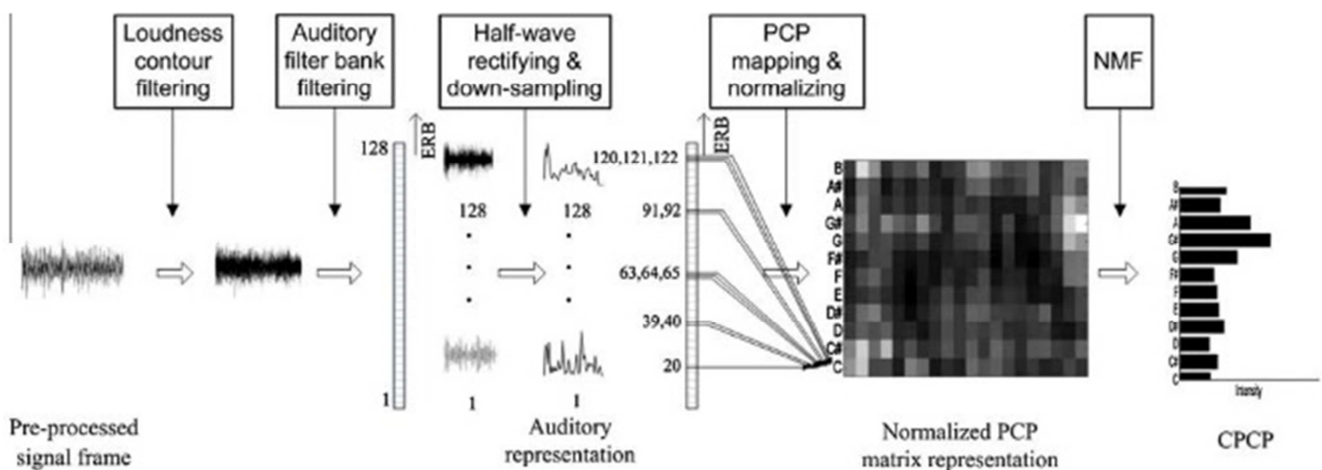 Loudness
contour
filtering
Auditory
filter bank
filtering
Half-wave
rectifying &
down-sampling
PCP
mapping &
normalizing
NMF
128
1
ERB
128
128
1
1
ERB
120,121,122
91,92
63,64,65
39,40
20
B
A#
A
G#
G
F#
F
E
D#
D
C#
C
B
A#
A
G#
G
F#
F
E
D#
D
C#
C
Intensity
Pre-processed
signal frame
Auditory
representation
Normalized PCP
matrix representation
CPCP